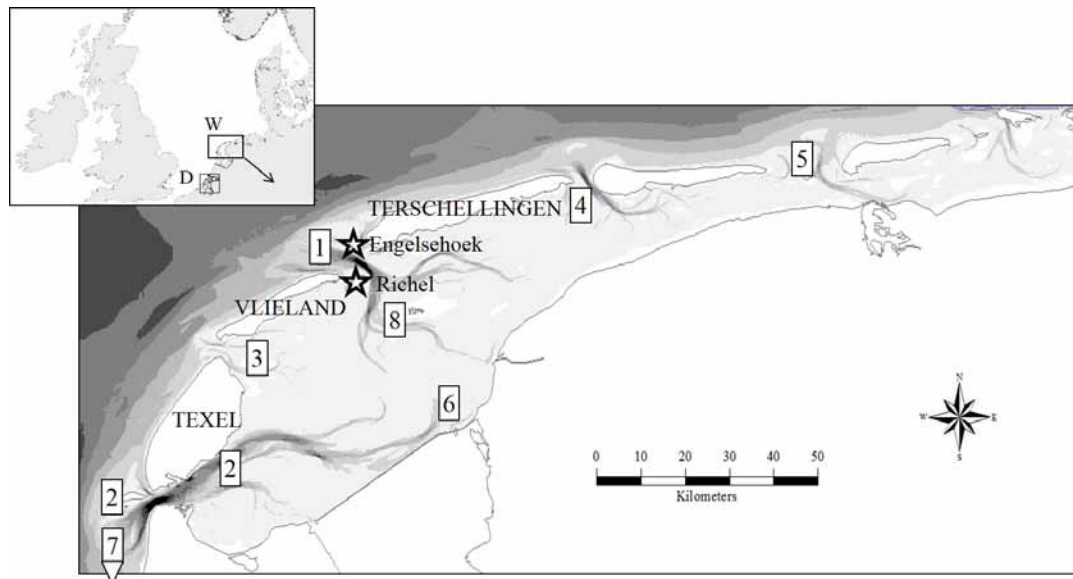 W
D
5
TERSCHELLINGEN
4
1
Engelsehoek
Richel
VLIELAND
8
3
6
TEXEL
2
2
7
N
W
E
S
0 10 20 30 40 50
Kilometers